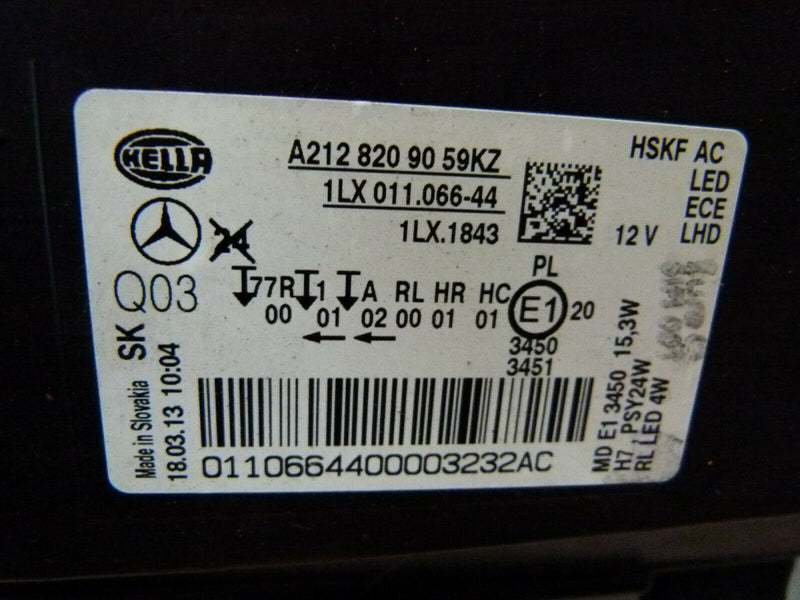 HELLA
A212 820 90 59KZ
1LX 011.066-44
1LX.1843
HSKF AC
LED
ECE
12 V LHD
24
Q03
77R 1 A RL HR HC
00 01 02 00 01 01
PL
E1 20
3450
3451
SK
Made in Slovakia
18.03.13 10:04
0110664400003232AC
MD E1 3450 15,3W
H7 , PSY24W
RL LED 4W